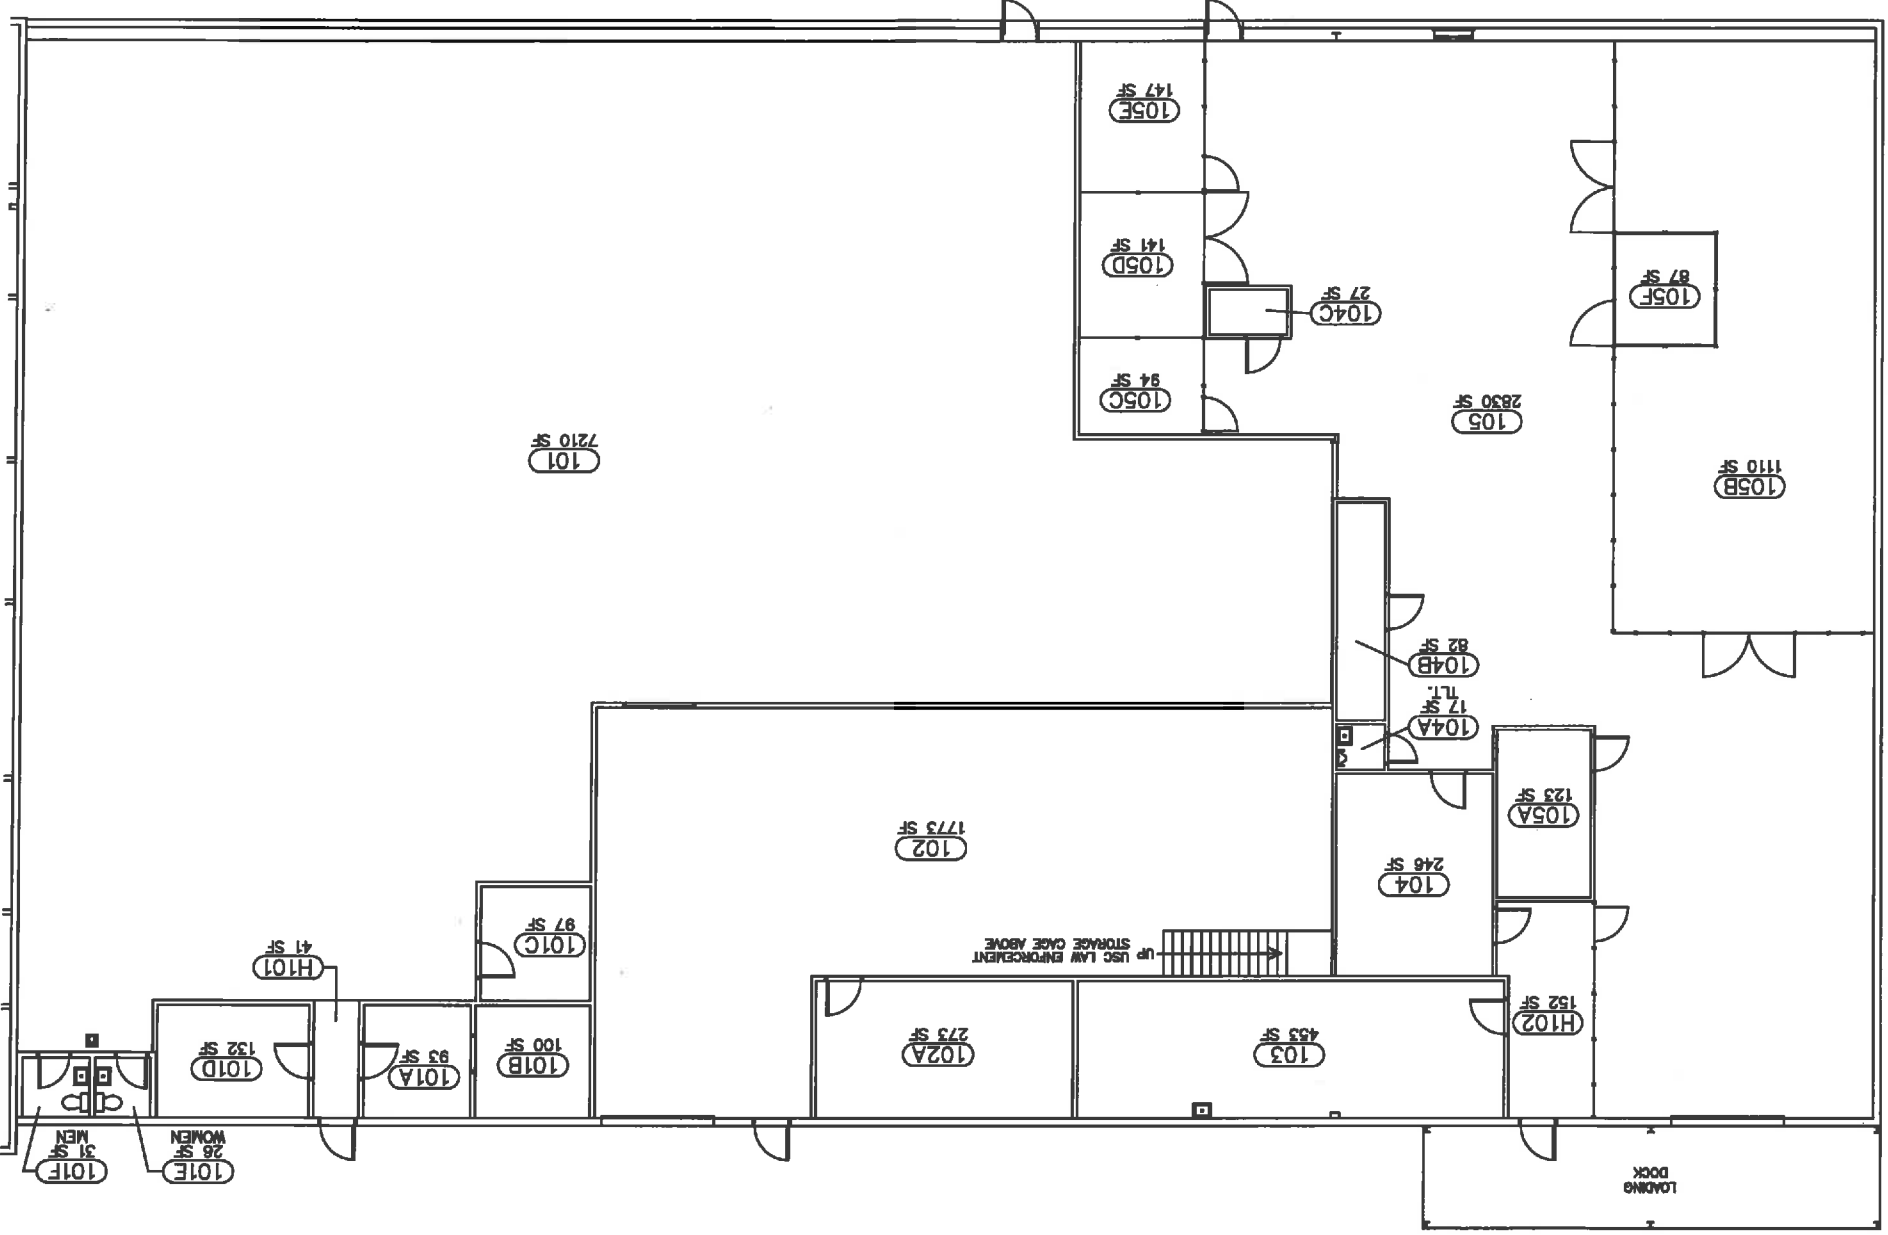 LOADING
DOCK
101E
26 SF
WOMEN
101F
31 SF
MEN
H102
152 SF
103
453 SF
102A
273 SF
101B
100 SF
101A
93 SF
101D
132 SF
H101
41 SF
UP
USC LAW ENFORCEMENT
STORAGE CAGE ABOVE
101C
97 SF
104
246 SF
102
1773 SF
105A
123 SF
104A
17 SF
TLT.
104B
82 SF
105B
1110 SF
101
7210 SF
105
2830 SF
105C
94 SF
104C
27 SF
105F
87 SF
105D
141 SF
105E
147 SF